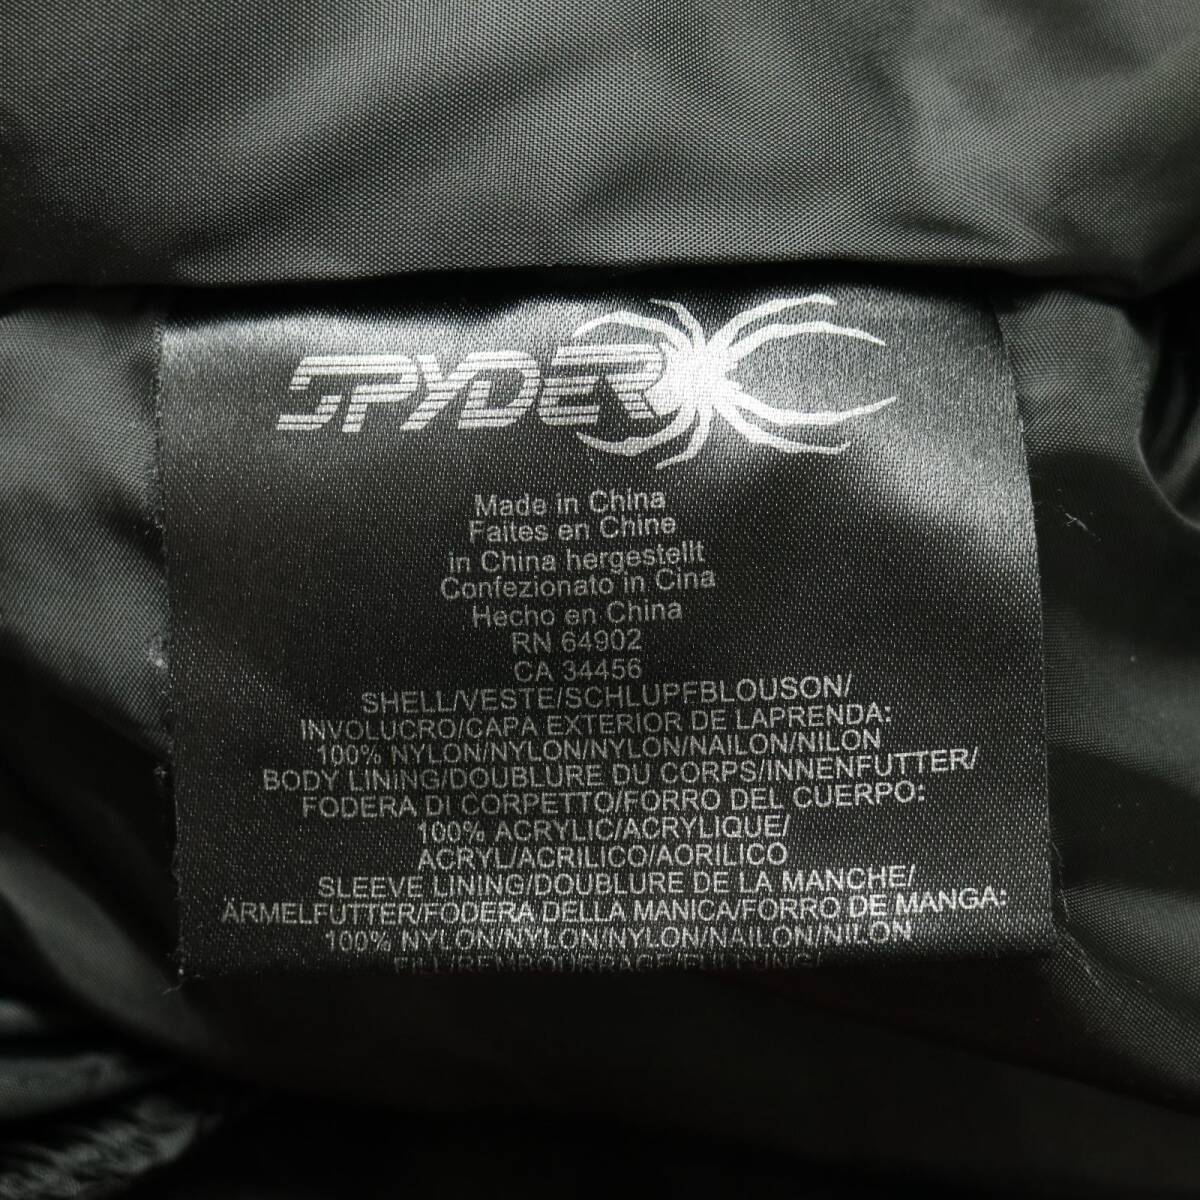 SPYDER
Made in China
Faites en Chine
in China hergestellt
Confezionato in Cina
Hecho en China
RN 64902
CA 34456
SHELL/VESTE/SCHLUPFBLOUSON/
INVOLUCRO/CAPA EXTERIOR DE LAPRENDA:
100% NYLON/NYLON/NYLON/NAILON/NILON
BODY LINING/DOUBLURE DU CORPS/INNENFUTTER/
FODERA DI CORPETTO/FORRO DEL CUERPO:
100% ACRYLIC/ACRYLIQUE/
ACRYL/ACRILICO/AORILICO
SLEEVE LINING/DOUBLURE DE LA MANCHE/
ÄRMELFUTTER/FODERA DELLA MANICA/FORRO DE MANGA:
100% NYLON/NYLON/NYLON/NAILON/NILON
FILL/REMBOURRAGE/FÜLLUNG/